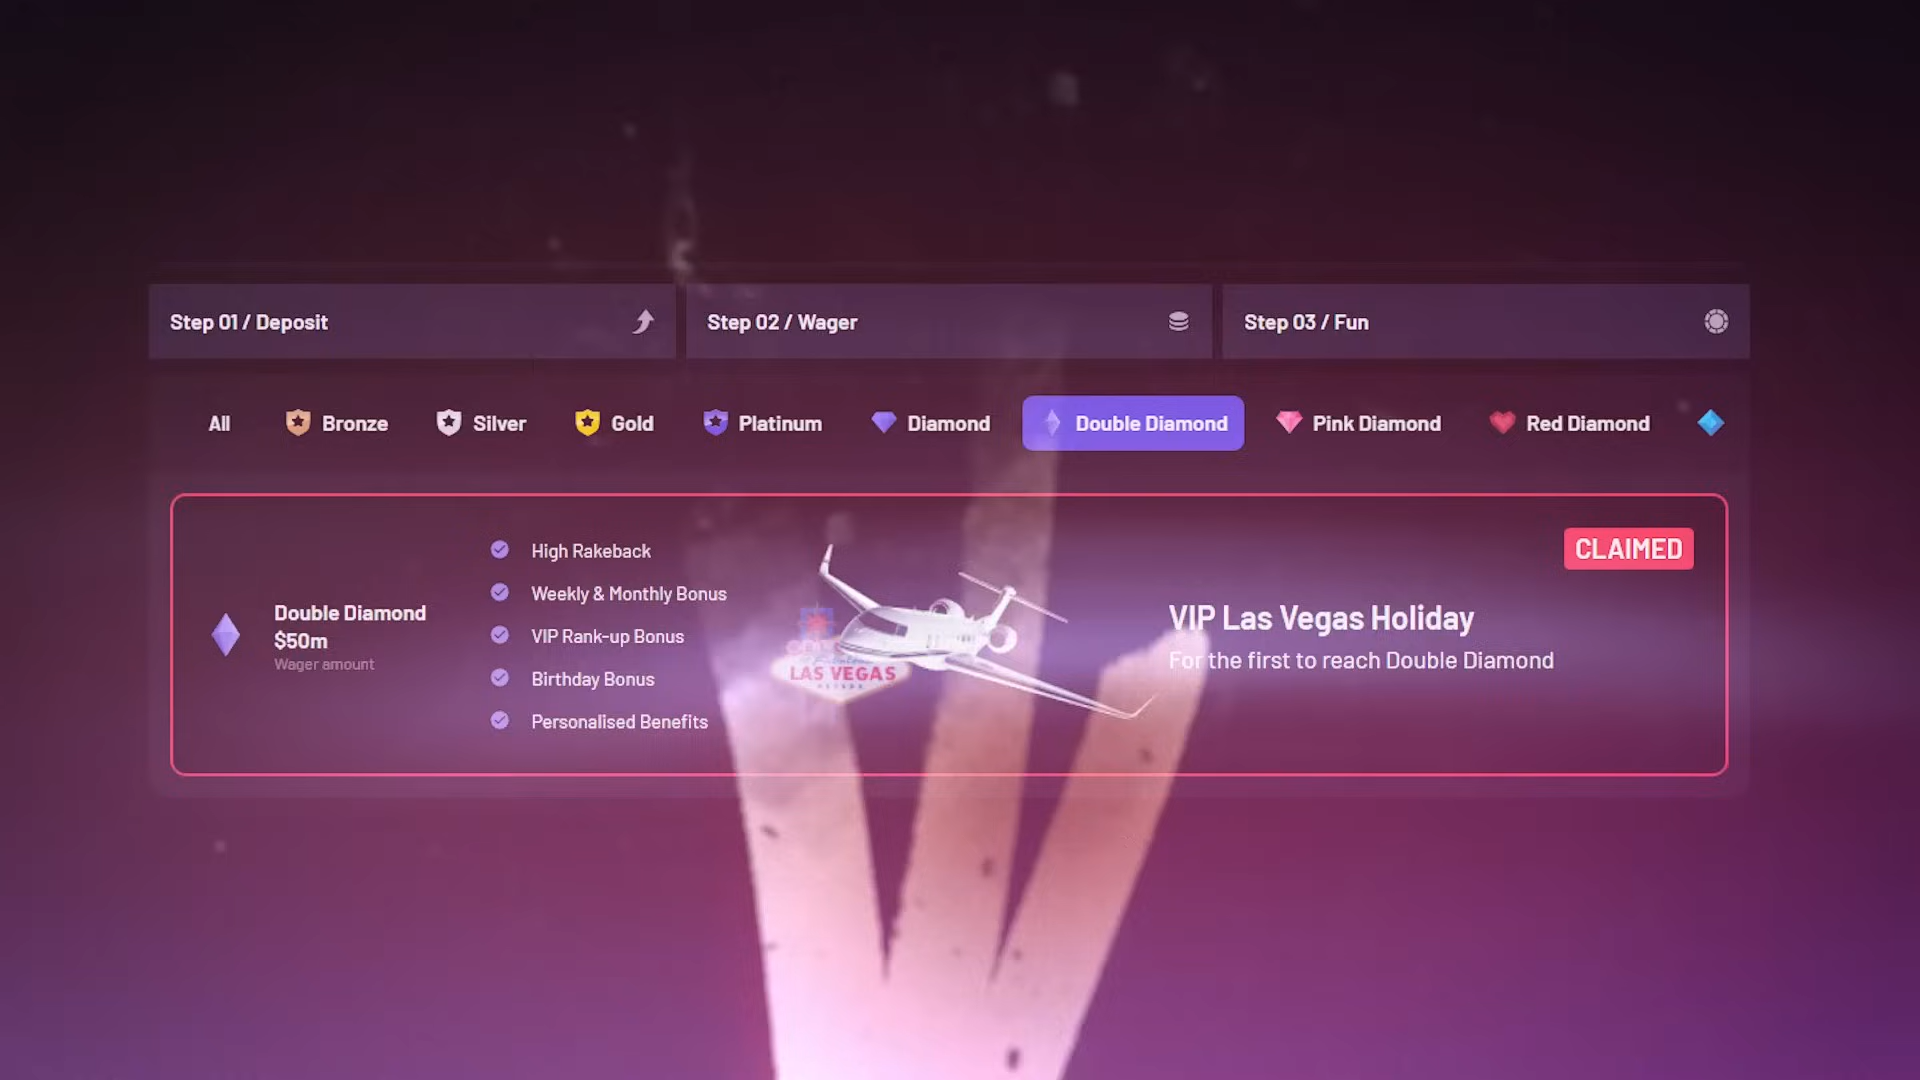 Step 01 / Deposit
Step 02 / Wager
Step 03 / Fun
All
Bronze
Silver
Gold
Platinum
Diamond
Double Diamond
Pink Diamond
Red Diamond
Double Diamond
$50m
Wager amount
High Rakeback
Weekly & Monthly Bonus
VIP Rank-up Bonus
Birthday Bonus
Personalised Benefits
LAS VEGAS
CLAIMED
VIP Las Vegas Holiday
For the first to reach Double Diamond